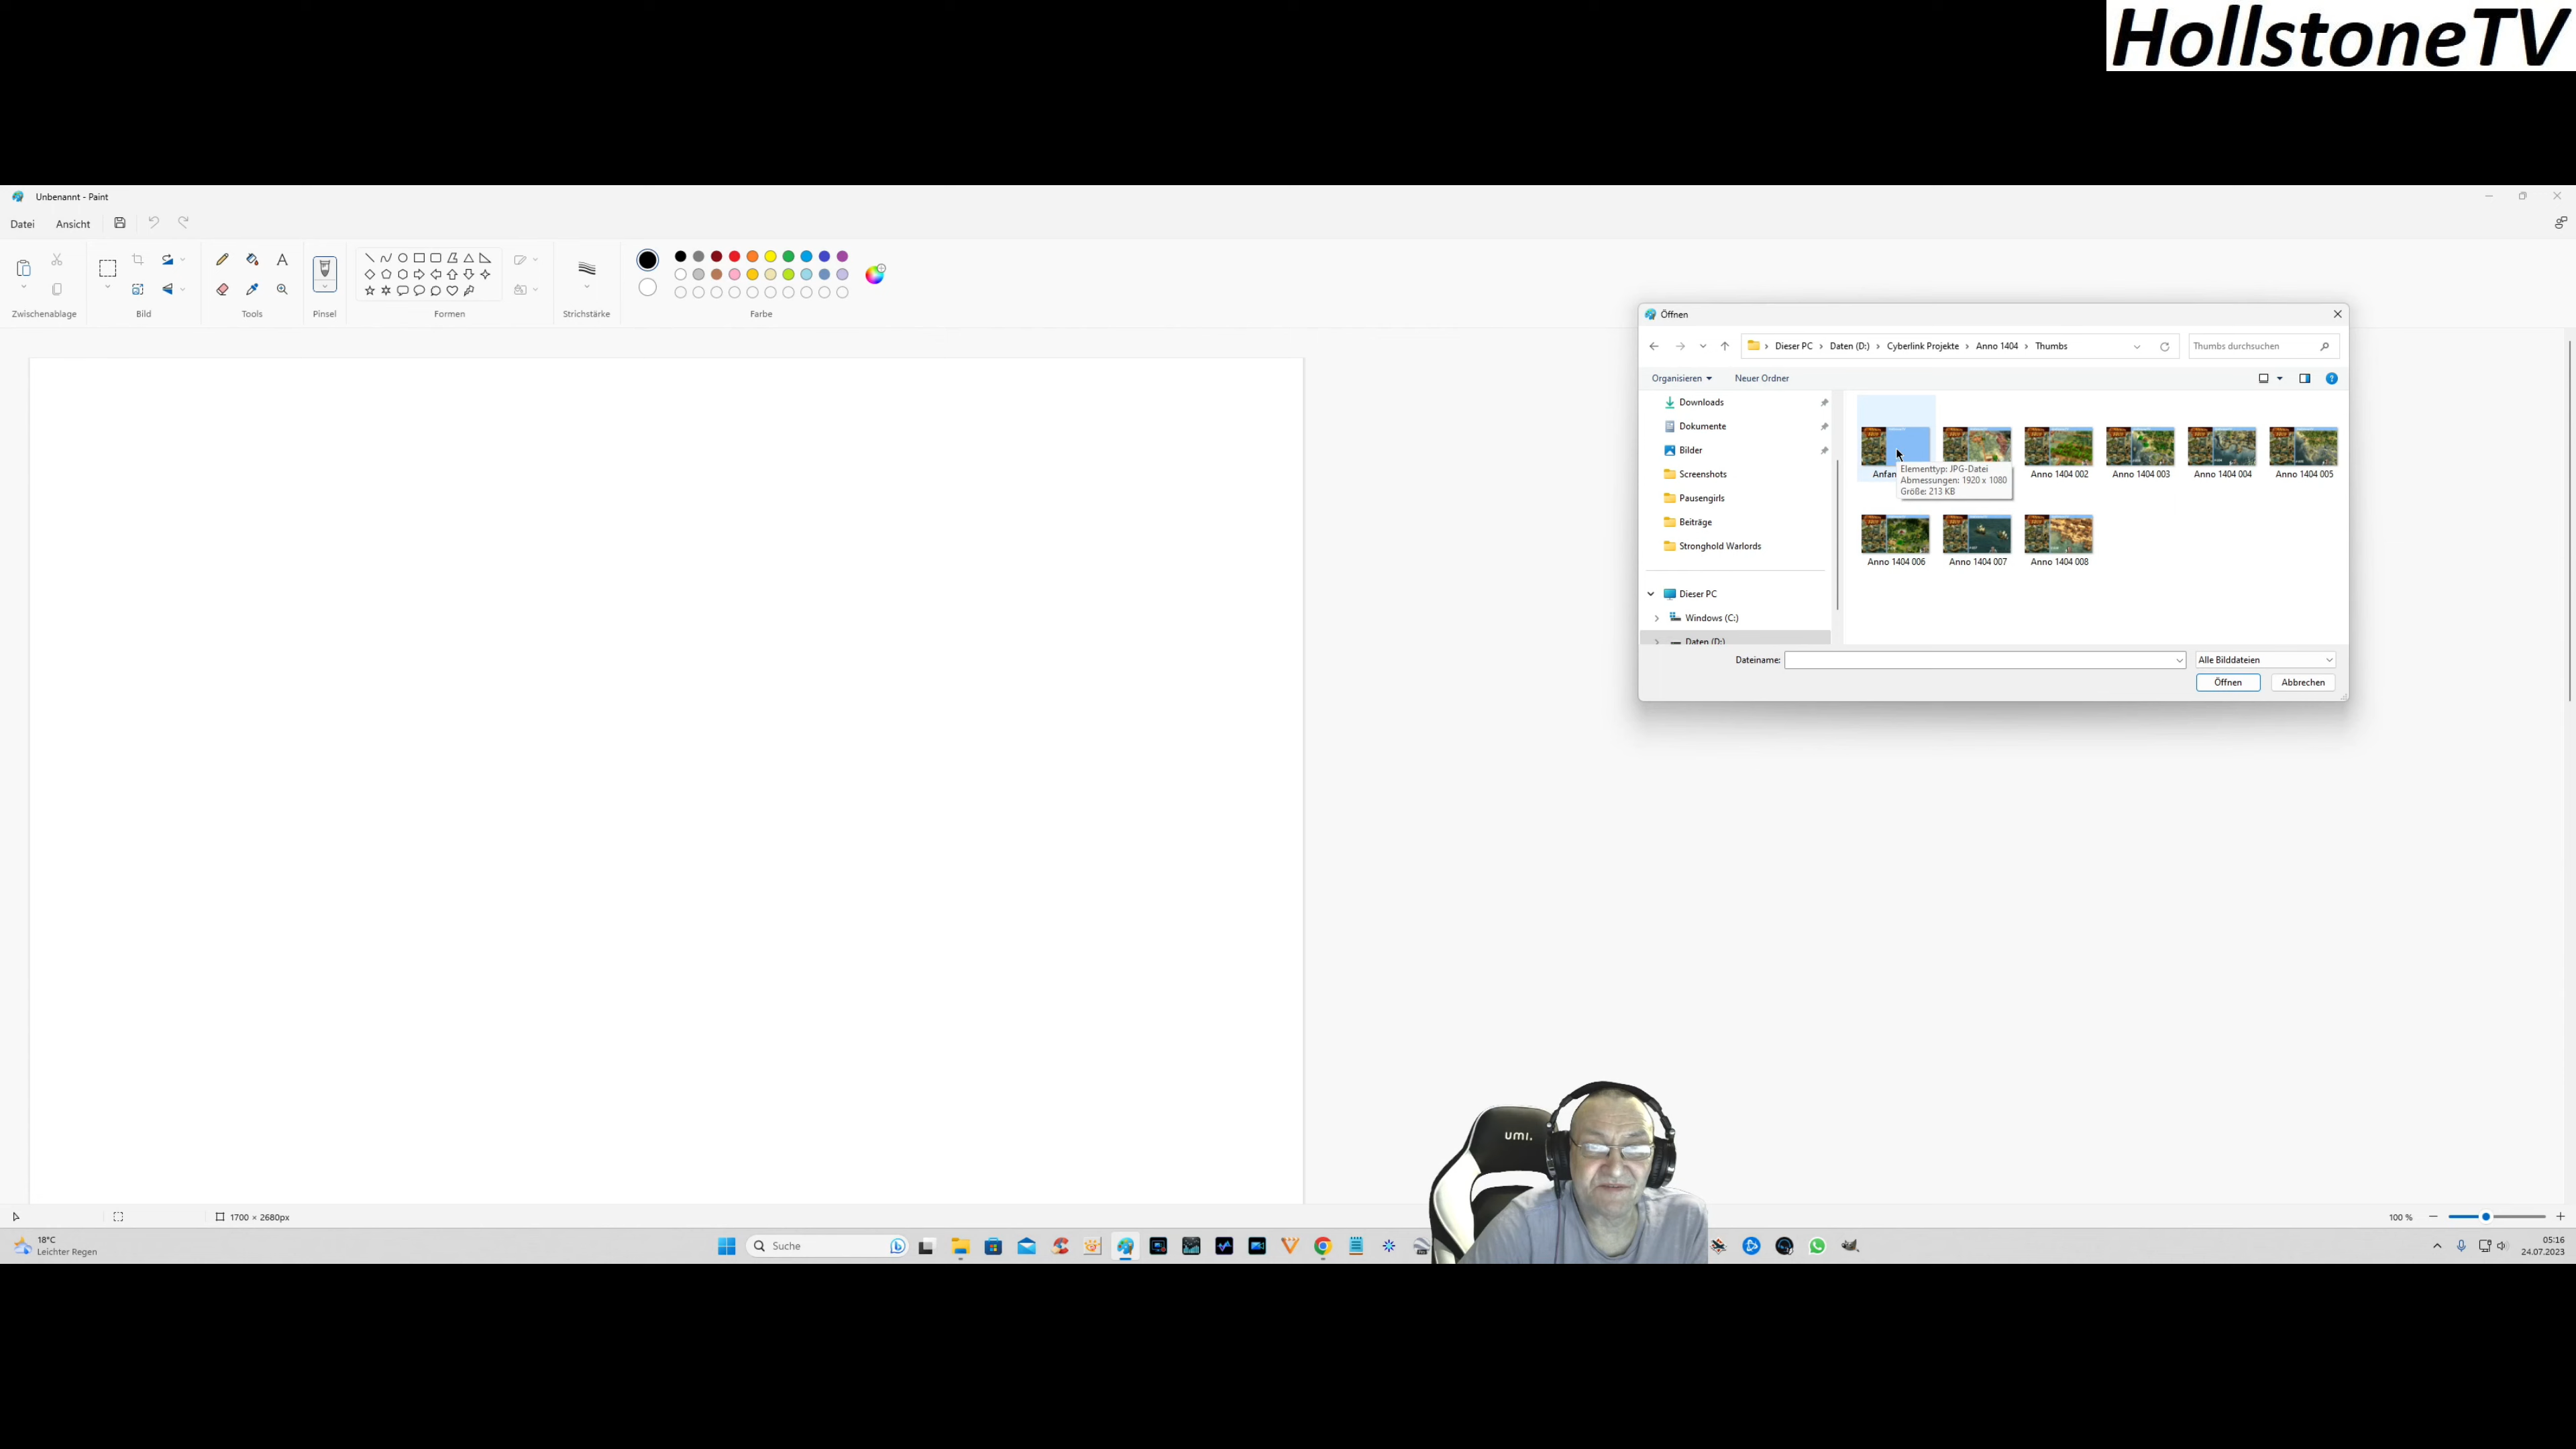 HollstoneTV
Unbenannt - Paint
Datei Ansicht
Zwischenablage Bild Tools Pinsel Formen Strichstärke Farbe
Öffnen
Dieser PC Daten (D:) Cyberlink Projekte Anno 1404 Thumbs
Thumbs durchsuchen
Organisieren Neuer Ordner
Downloads
Dokumente
Bilder
Screenshots
Pausengirls
Beiträge
Stronghold Warlords
Dieser PC
Windows (C:)
Daten (D:)
Anno 1404 002 Anno 1404 003 Anno 1404 004 Anno 1404 005
Elementtyp: JPG-Datei
Abmessungen: 1920 x 1080
Größe: 213 KB
Anno 1404 006 Anno 1404 007 Anno 1404 008
Dateiname:
Alle Bilddateien
Öffnen Abbrechen
umi.
1700 × 2680px
100 %
18°C
Leichter Regen
Suche
05:16
24.07.2023